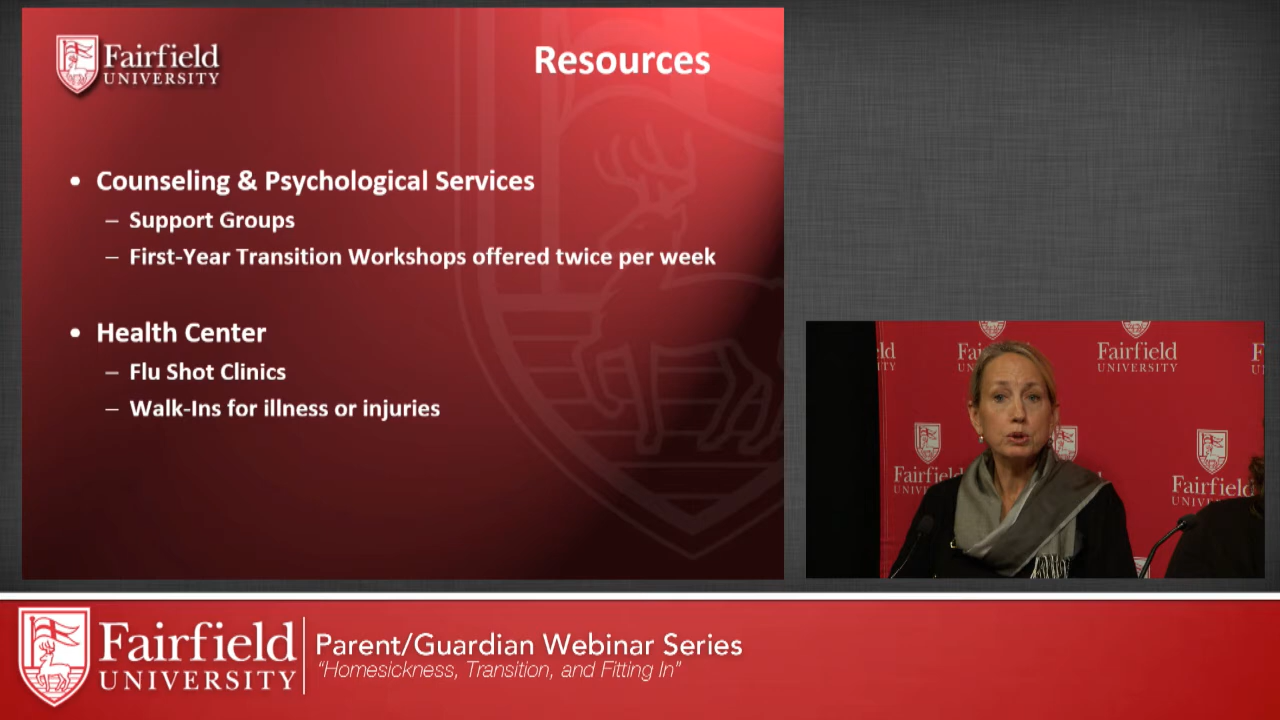 Fairfield
UNIVERSITY
Resources
• Counseling & Psychological Services
– Support Groups
– First-Year Transition Workshops offered twice per week
• Health Center
– Flu Shot Clinics
– Walk-Ins for illness or injuries
Fairfield
UNIVERSITY
Fairfield
UNIVERSITY
Fairfield
UNIVERSITY
Parent/Guardian Webinar Series
“Homesickness, Transition, and Fitting In”